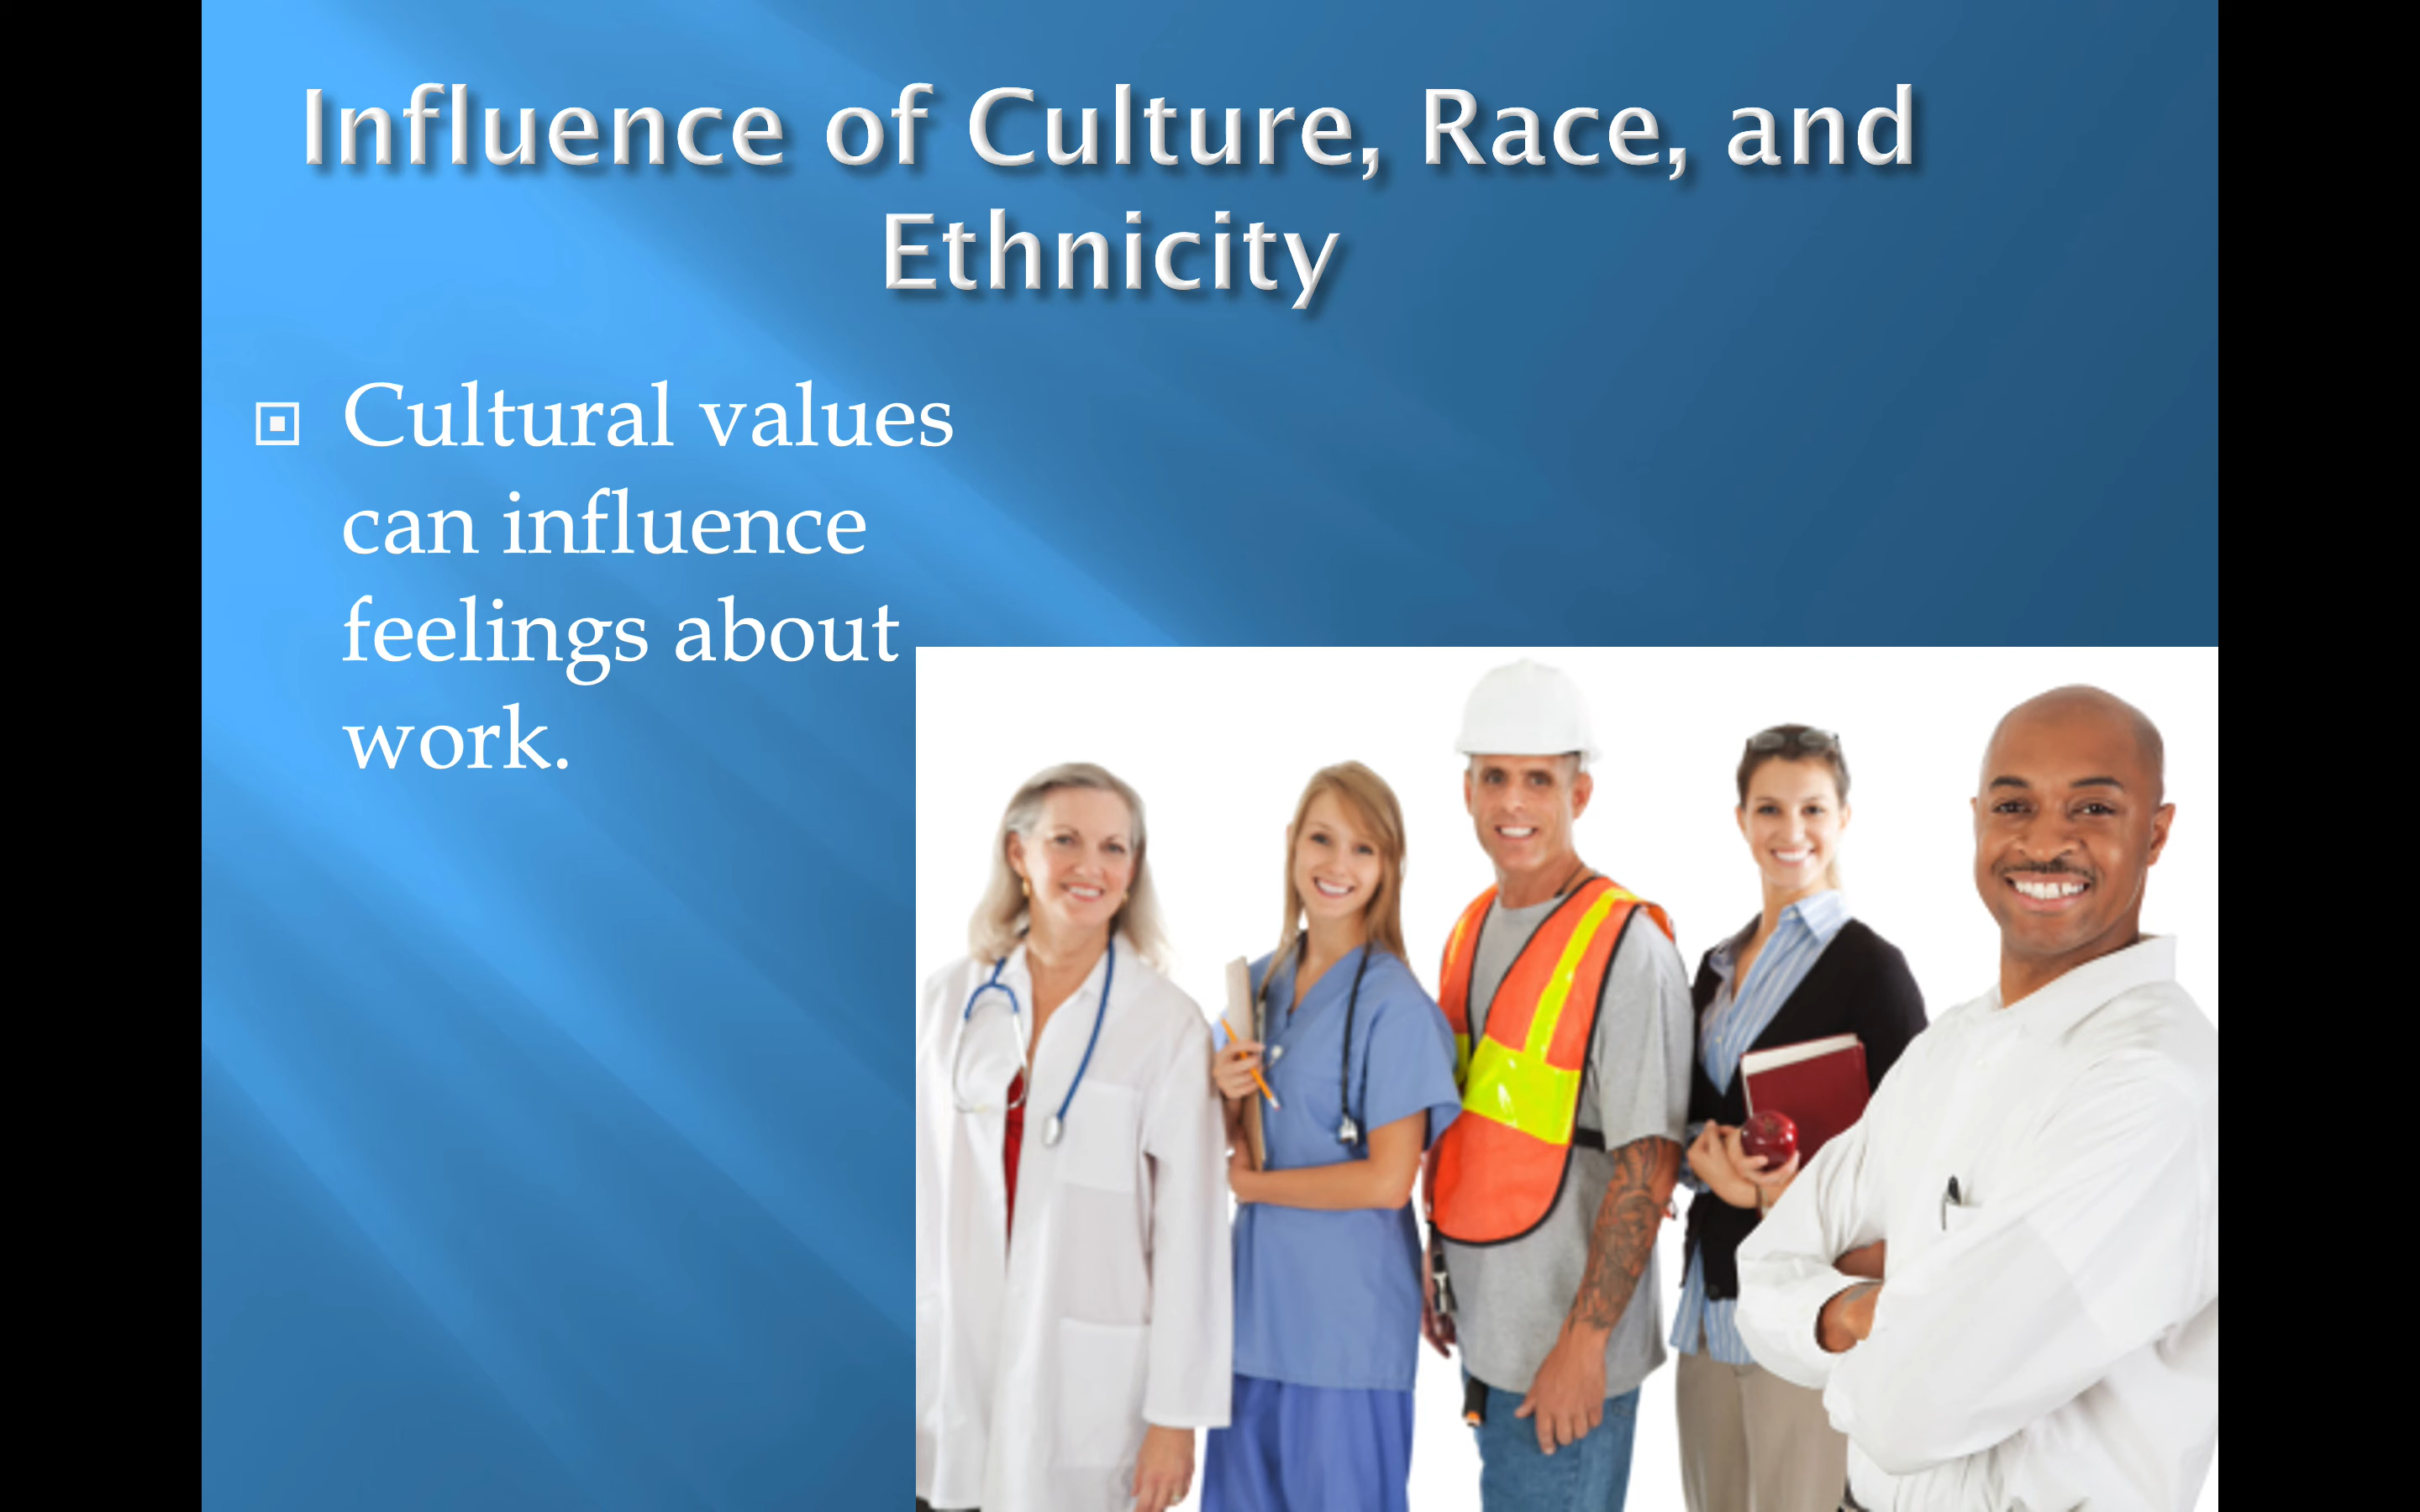 Influence of Culture, Race, and
Ethnicity
Cultural values
can influence
feelings about
work.